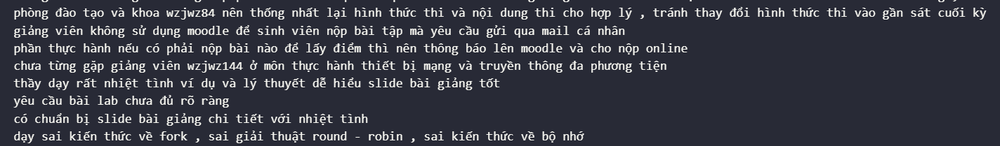 phòng đào tạo và khoa wzjwz84 nên thống nhất lại hình thức thi và nội dung thi cho hợp lý , tránh thay đổi hình thức thi vào gần sát cuối kỳ
giảng viên không sử dụng moodle để sinh viên nộp bài tập mà yêu cầu gửi qua mail cá nhân
phần thực hành nếu có phải nộp bài nào để lấy điểm thì nên thông báo lên moodle và cho nộp online
chưa từng gặp giảng viên wzjwz144 ở môn thực hành thiết bị mạng và truyền thông đa phương tiện
thầy dạy rất nhiệt tình ví dụ và lý thuyết dễ hiểu slide bài giảng tốt
yêu cầu bài lab chưa đủ rõ ràng
có chuẩn bị slide bài giảng chi tiết với nhiệt tình
dạy sai kiến thức về fork , sai giải thuật round - robin , sai kiến thức về bộ nhớ